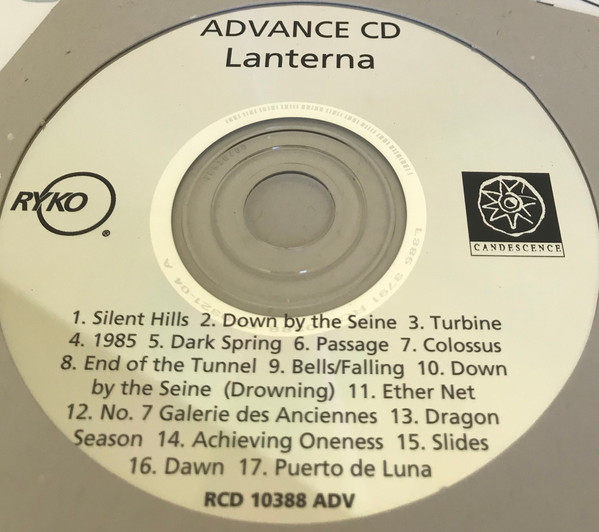 ADVANCE CD
Lanterna
RYKO
®
CANDESCENCE
1. Silent Hills 2. Down by the Seine 3. Turbine
4. 1985 5. Dark Spring 6. Passage 7. Colossus
8. End of the Tunnel 9. Bells/Falling 10. Down
by the Seine (Drowning) 11. Ether Net
12. No. 7 Galerie des Anciennes 13. Dragon
Season 14. Achieving Oneness 15. Slides
16. Dawn 17. Puerto de Luna
RCD 10388 ADV